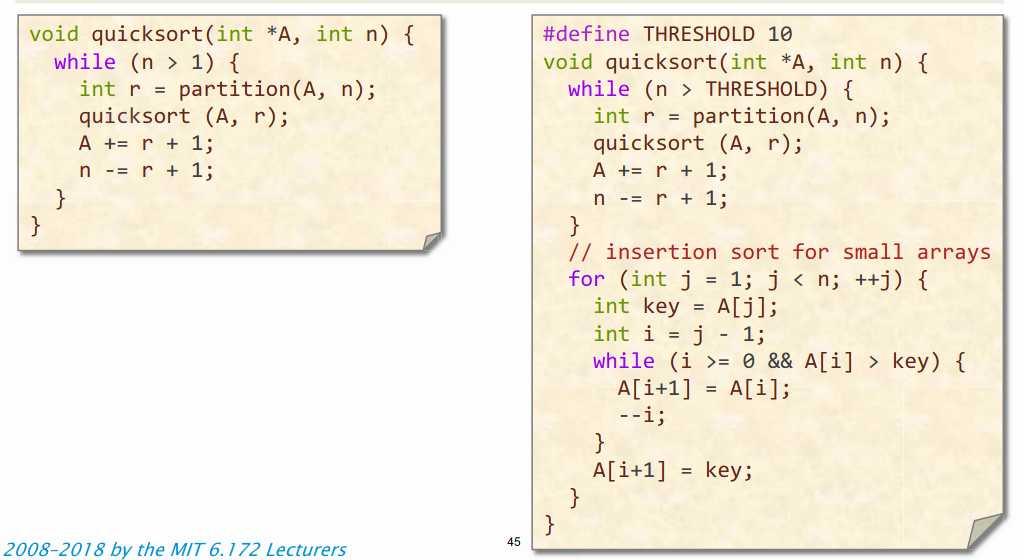 void quicksort(int *A, int n) {
  while (n > 1) {
    int r = partition(A, n);
    quicksort (A, r);
    A += r + 1;
    n -= r + 1;
  }
}
#define THRESHOLD 10
void quicksort(int *A, int n) {
  while (n > THRESHOLD) {
    int r = partition(A, n);
    quicksort (A, r);
    A += r + 1;
    n -= r + 1;
  }
  // insertion sort for small arrays
  for (int j = 1; j < n; ++j) {
    int key = A[j];
    int i = j - 1;
    while (i >= 0 && A[i] > key) {
      A[i+1] = A[i];
      --i;
    }
    A[i+1] = key;
  }
}
2008–2018 by the MIT 6.172 Lecturers
45